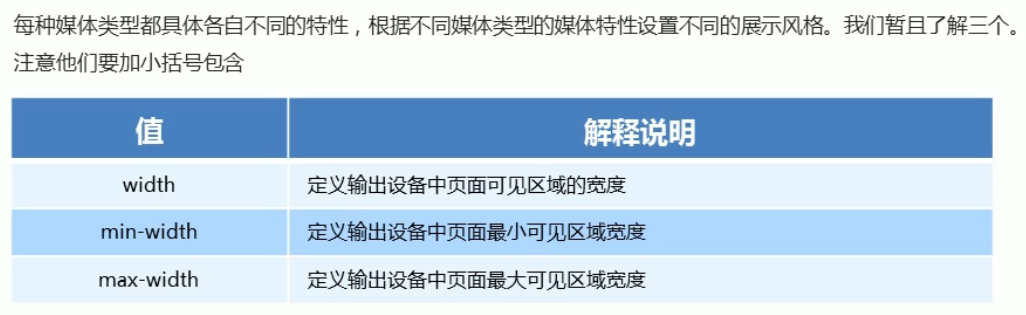 每种媒体类型都具体各自不同的特性，根据不同媒体类型的媒体特性设置不同的展示风格。我们暂且了解三个。
注意他们要加小括号包含
值 解释说明
width 定义输出设备中页面可见区域的宽度
min-width 定义输出设备中页面最小可见区域宽度
max-width 定义输出设备中页面最大可见区域宽度